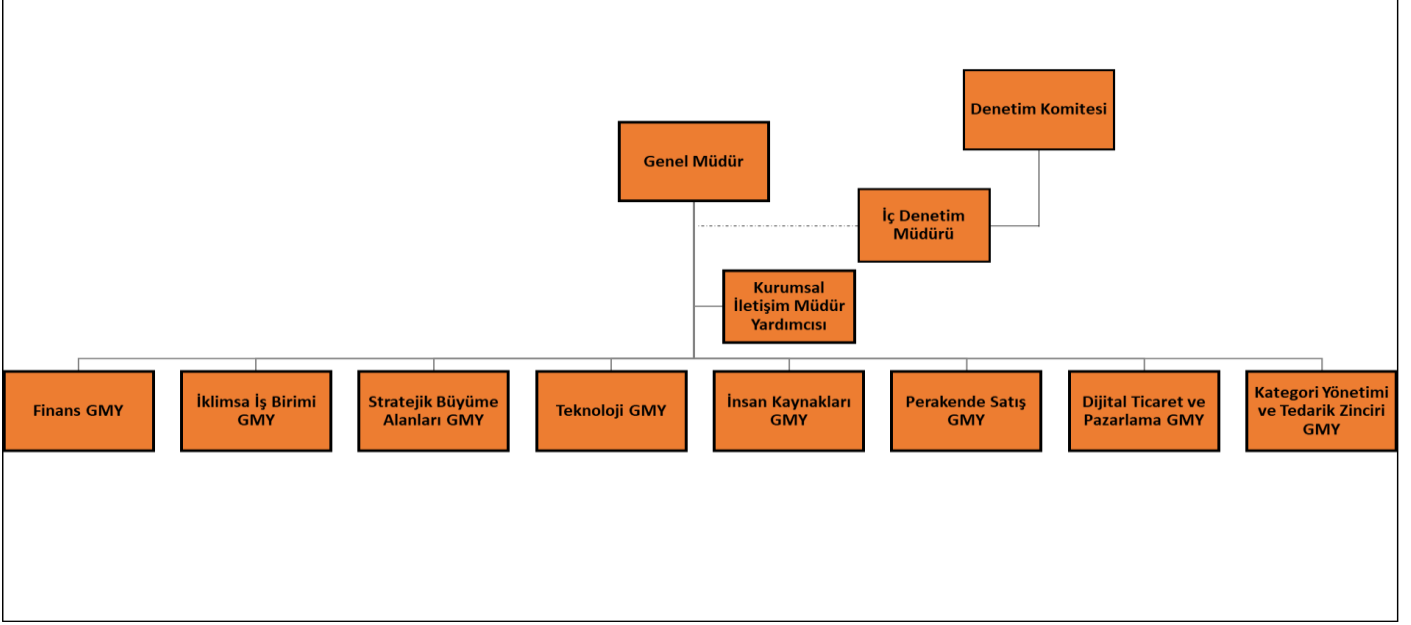 Denetim Komitesi
Genel Müdür
İç Denetim
Müdürü
Kurumsal
İletişim Müdür
Yardımcısı
Finans GMY
İklimsa İş Birimi
GMY
Stratejik Büyüme
Alanları GMY
Teknoloji GMY
İnsan Kaynakları
GMY
Perakende Satış
GMY
Dijital Ticaret ve
Pazarlama GMY
Kategori Yönetimi
ve Tedarik Zinciri
GMY